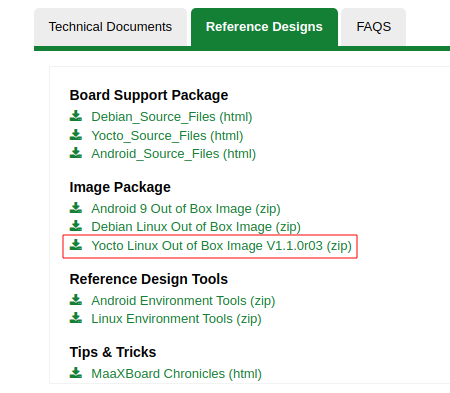 Technical Documents
Reference Designs
FAQS
Board Support Package
Debian_Source_Files (html)
Yocto_Source_Files (html)
Android_Source_Files (html)
Image Package
Android 9 Out of Box Image (zip)
Debian Linux Out of Box Image (zip)
Yocto Linux Out of Box Image V1.1.0r03 (zip)
Reference Design Tools
Android Environment Tools (zip)
Linux Environment Tools (zip)
Tips & Tricks
MaaXBoard Chronicles (html)